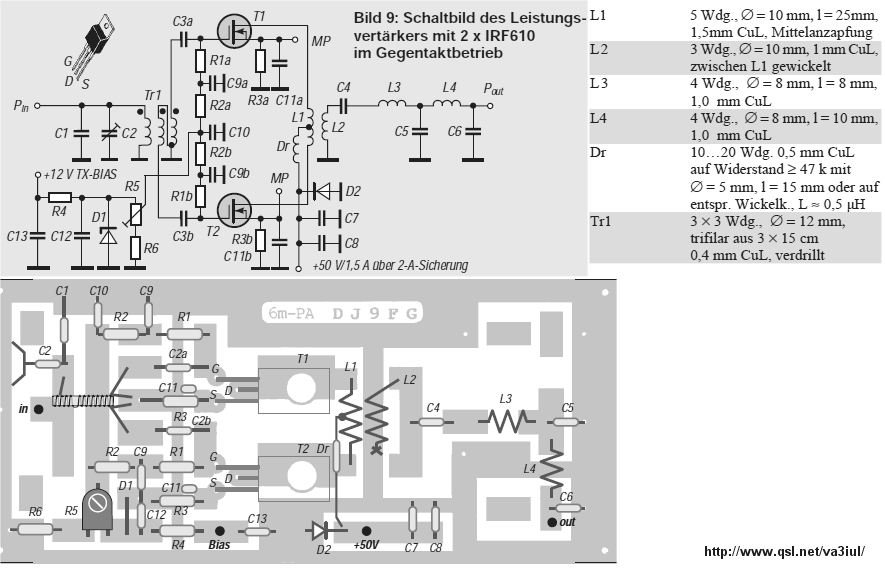 Bild 9: Schaltbild des Leistungs-
vertärkers mit 2 x IRF610
im Gegentaktbetrieb
G
D
S
C3a
T1
MP
R1a
C9a
R3a
C11a
R2a
P_in
Tr1
C1
C2
C10
L1
L2
C4
L3
L4
P_out
C5
C6
Dr
R2b
+12 V TX-BIAS
R5
C9b
MP
R4
D1
R1b
D2
C13
C12
R6
C3b
T2
R3b
C11b
C7
C8
+50 V/1,5 A über 2-A-Sicherung
L1 5 Wdg., ∅ = 10 mm, l = 25mm,
1,5mm CuL, Mittelanzapfung
L2 3 Wdg., ∅ = 10 mm, 1 mm CuL,
zwischen L1 gewickelt
L3 4 Wdg., ∅ = 8 mm, l = 8 mm,
1,0 mm CuL
L4 4 Wdg., ∅ = 8 mm, l = 10 mm,
1,0 mm CuL
Dr 10…20 Wdg. 0,5 mm CuL
auf Widerstand ≥ 47 k mit
∅ = 5 mm, l = 15 mm oder auf
entspr. Wickelk., L ≈ 0,5 µH
Tr1 3 × 3 Wdg., ∅ = 12 mm,
trifilar aus 3 × 15 cm
0,4 mm CuL, verdrillt
C1
C10
C9
R2
R1
6m-PA DJ9FG
C2
C2a
G
T1
L1
L2
C11
S
D
in
R3
C2b
C4
L3
C5
R2
C9
R1
G
T2
Dr
D1
C11
S
D
L4
R5
C12
R3
C6
R6
R4
Bias
C13
D2
+50V
C7
C8
out
http://www.qsl.net/va3iul/